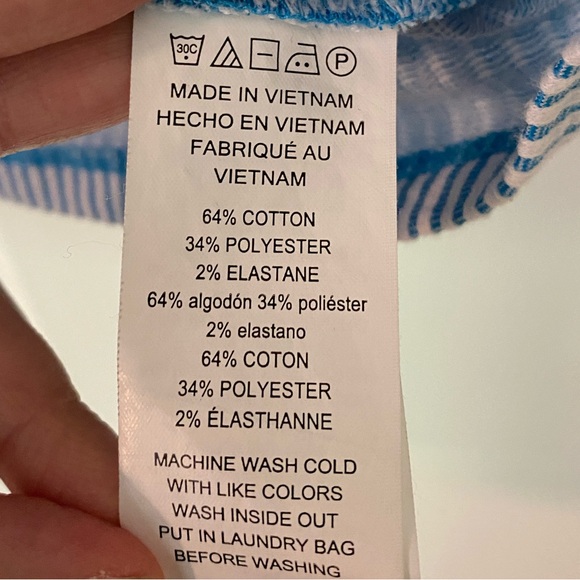 30C P
MADE IN VIETNAM
HECHO EN VIETNAM
FABRIQUÉ AU
VIETNAM
64% COTTON
34% POLYESTER
2% ELASTANE
64% algodón 34% poliéster
2% elastano
64% COTON
34% POLYESTER
2% ÉLASTHANNE
MACHINE WASH COLD
WITH LIKE COLORS
WASH INSIDE OUT
PUT IN LAUNDRY BAG
BEFORE WASHING